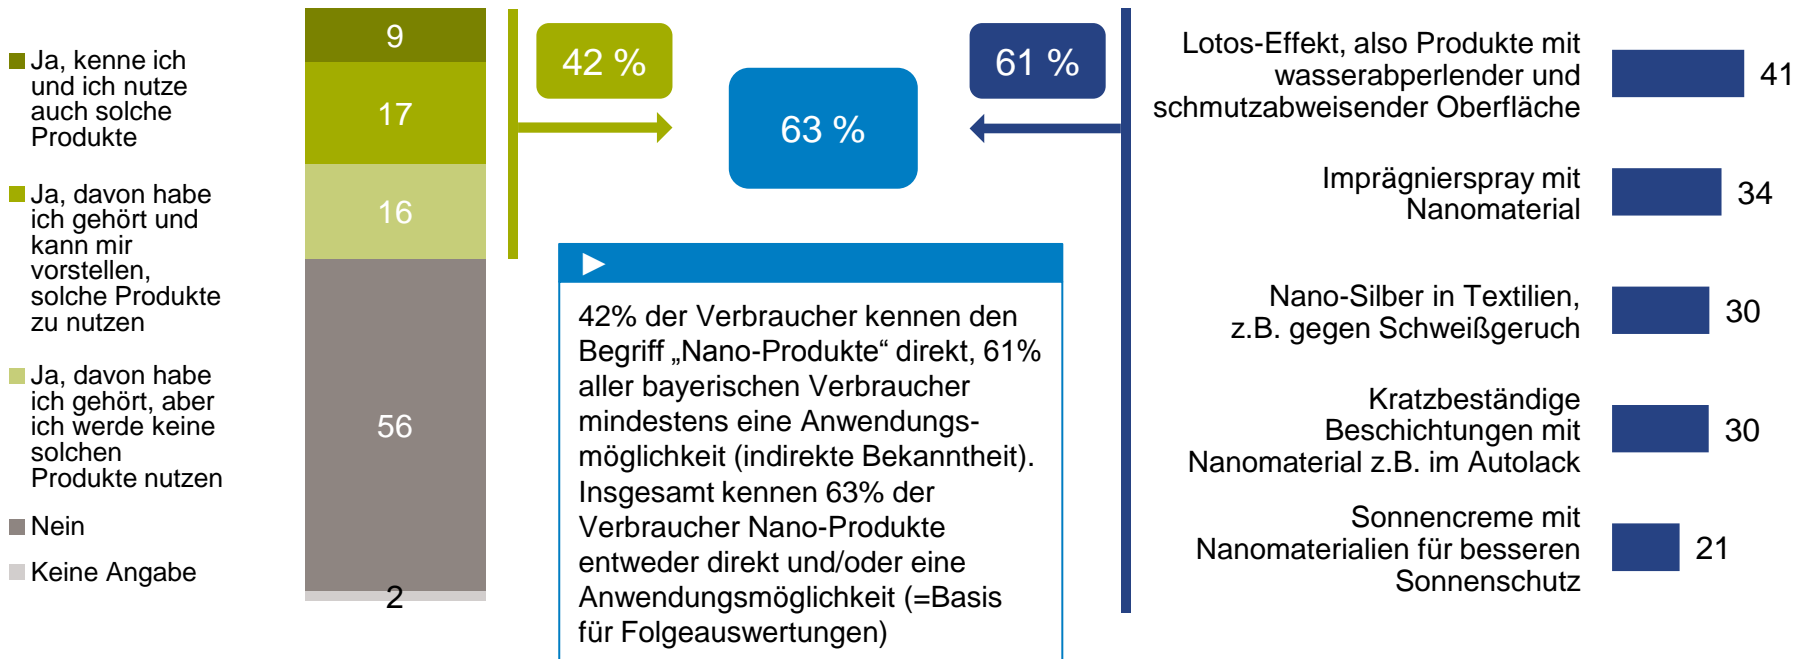 Ja, kenne ich
und ich nutze
auch solche
Produkte
Ja, davon habe
ich gehört und
kann mir
vorstellen,
solche Produkte
zu nutzen
Ja, davon habe
ich gehört, aber
ich werde keine
solchen
Produkte nutzen
Nein
Keine Angabe
9
17
16
56
2
42 %
63 %
61 %
42% der Verbraucher kennen den
Begriff „Nano-Produkte“ direkt, 61%
aller bayerischen Verbraucher
mindestens eine Anwendungs-
möglichkeit (indirekte Bekanntheit).
Insgesamt kennen 63% der
Verbraucher Nano-Produkte
entweder direkt und/oder eine
Anwendungsmöglichkeit (=Basis
für Folgeauswertungen)
Lotos-Effekt, also Produkte mit
wasserabperlender und
schmutzabweisender Oberfläche
41
Imprägnierspray mit
Nanomaterial
34
Nano-Silber in Textilien,
z.B. gegen Schweißgeruch
30
Kratzbeständige
Beschichtungen mit
Nanomaterial z.B. im Autolack
30
Sonnencreme mit
Nanomaterialien für besseren
Sonnenschutz
21